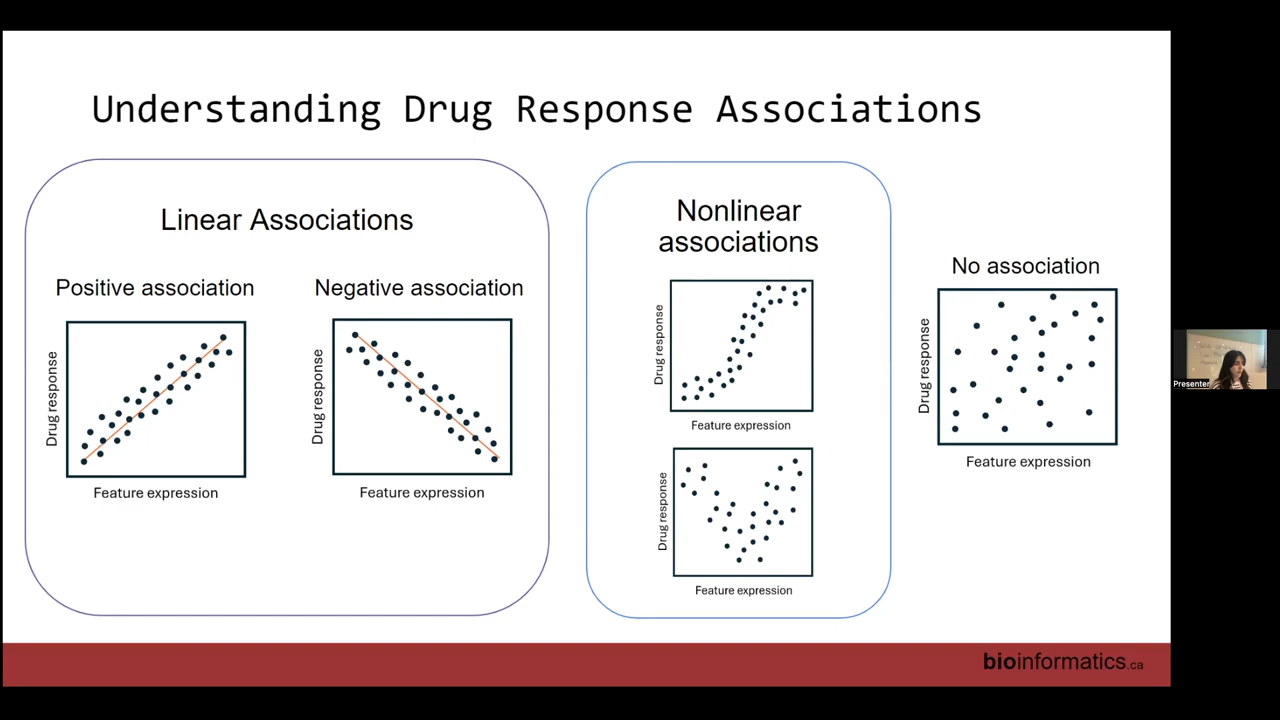 Understanding Drug Response Associations
Linear Associations
Positive association
Drug response
Feature expression
Negative association
Drug response
Feature expression
Nonlinear
associations
Drug response
Feature expression
Drug response
Feature expression
No association
Drug response
Feature expression
Presenter
bioinformatics.ca